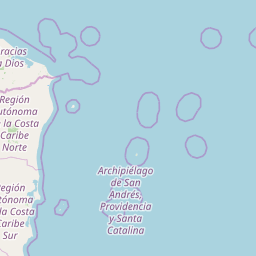 racias
Dios
Región
utónoma
la Costa
Caribe
Norte
Archipiélago
de San
Andrés,
Providencia
y Santa
Catalina
Región
tónoma
la Costa
Caribe
Sur